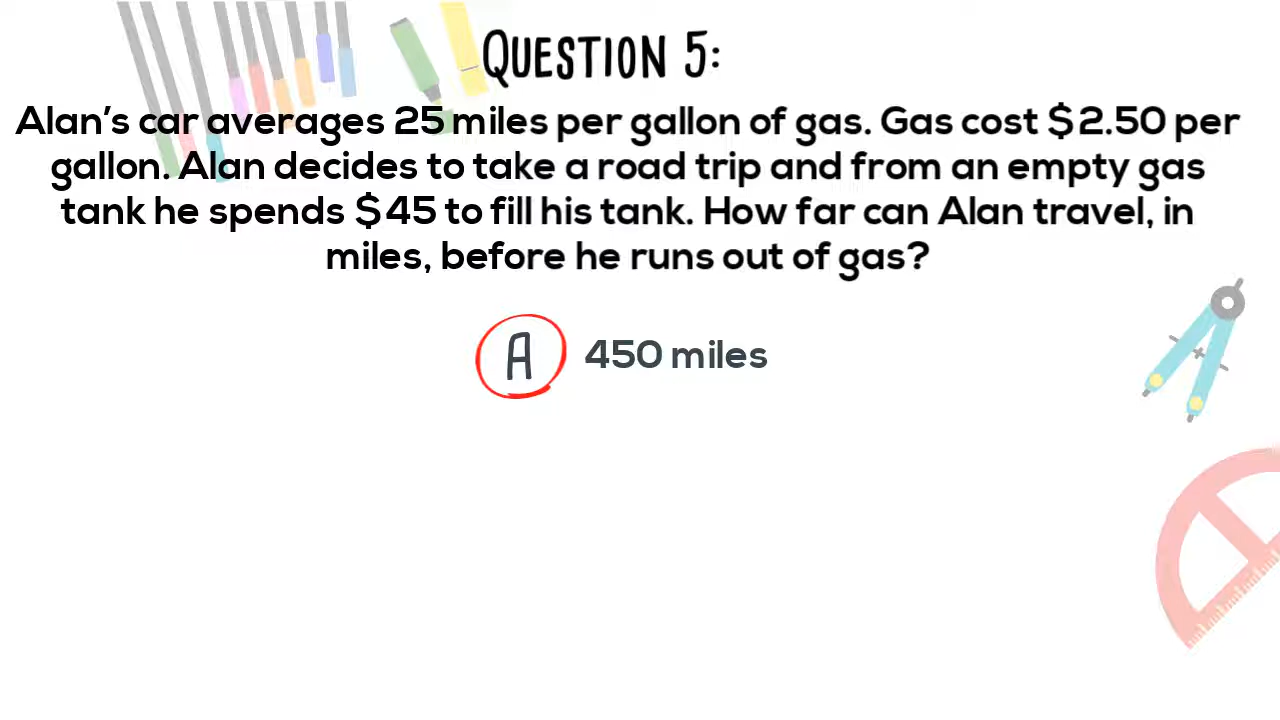 QUESTION 5:
Alan's car averages 25 miles per gallon of gas. Gas cost $2.50 per
gallon. Alan decides to take a road trip and from an empty gas
tank he spends $45 to fill his tank. How far can Alan travel, in
miles, before he runs out of gas?
A 450 miles